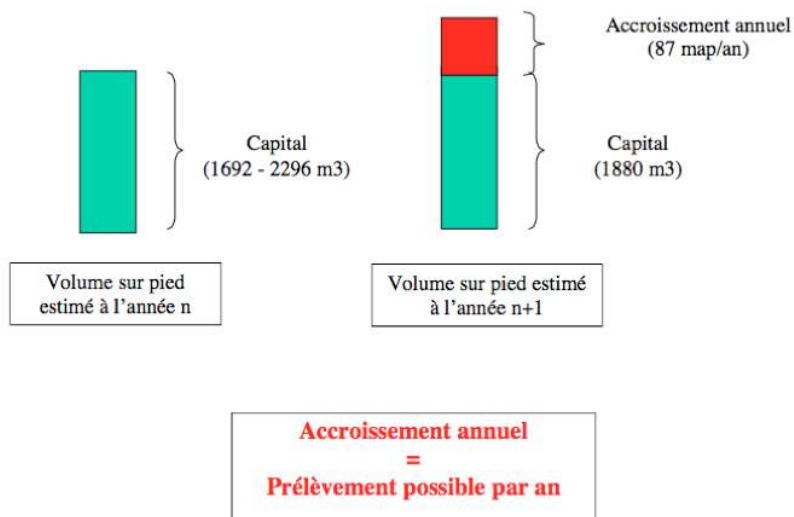 Accroissement annuel
(87 map/an)
Capital
(1692 - 2296 m3)
Capital
(1880 m3)
Volume sur pied
estimé à l'année n
Volume sur pied estimé
à l'année n+1
Accroissement annuel
=
Prélèvement possible par an